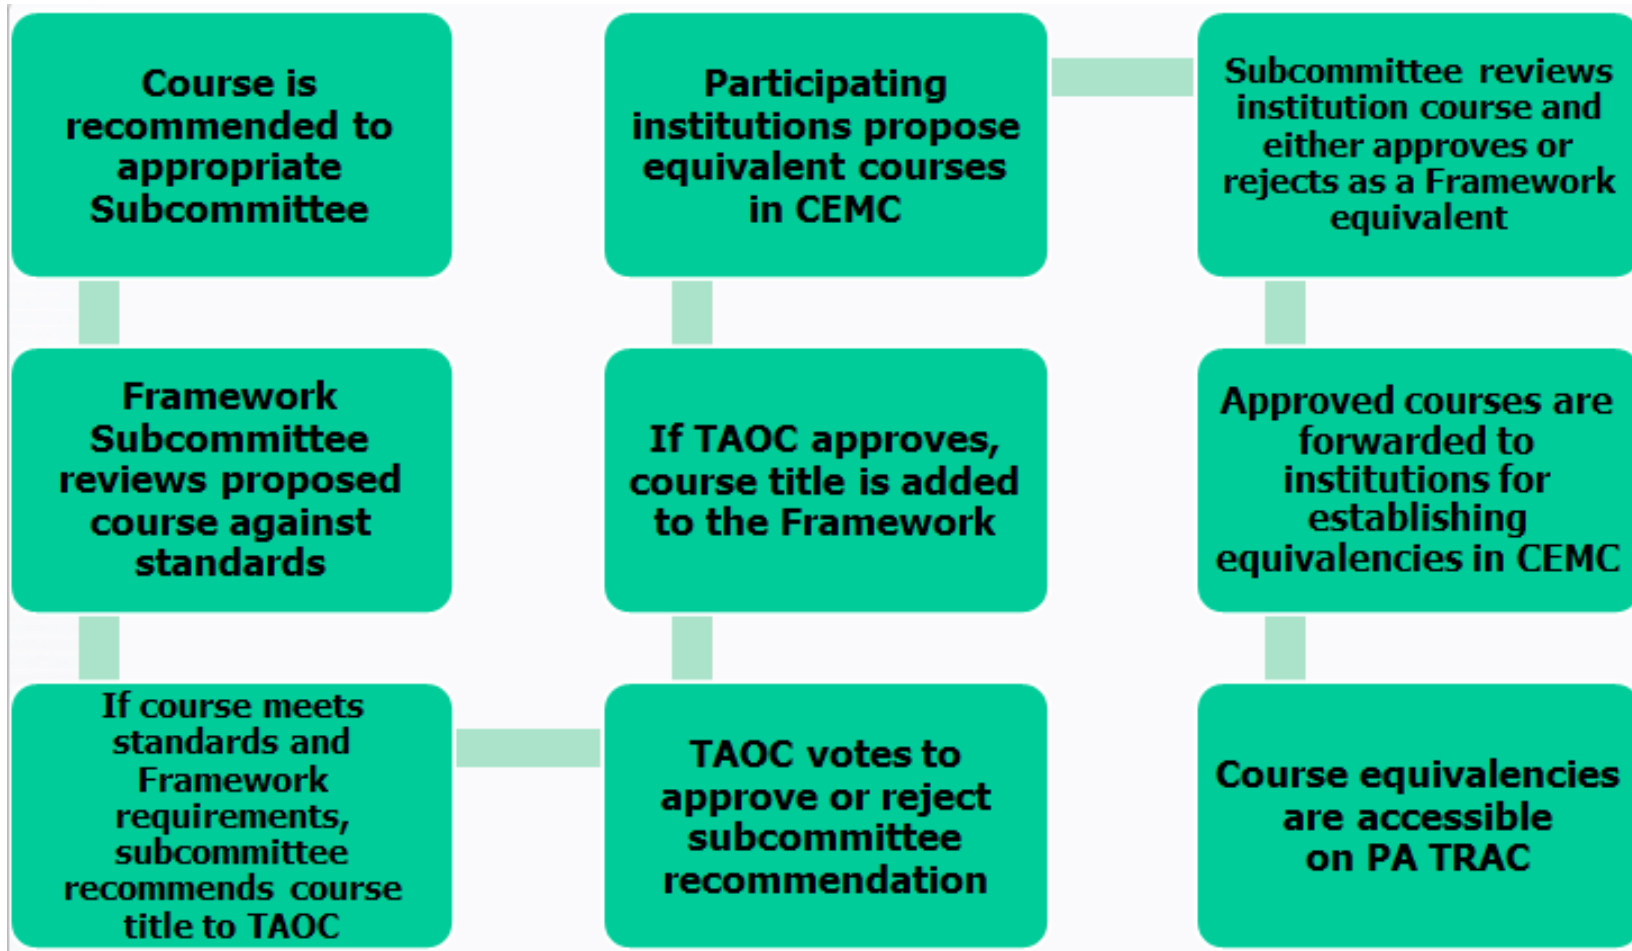 Course is
recommended to
appropriate
Subcommittee
Framework
Subcommittee
reviews proposed
course against
standards
If course meets
standards and
Framework
requirements,
subcommittee
recommends course
title to TAOC
TAOC votes to
approve or reject
subcommittee
recommendation
If TAOC approves,
course title is added
to the Framework
Participating
institutions propose
equivalent courses
in CEMC
Subcommittee reviews
institution course and
either approves or
rejects as a Framework
equivalent
Approved courses are
forwarded to
institutions for
establishing
equivalencies in CEMC
Course equivalencies
are accessible
on PA TRAC